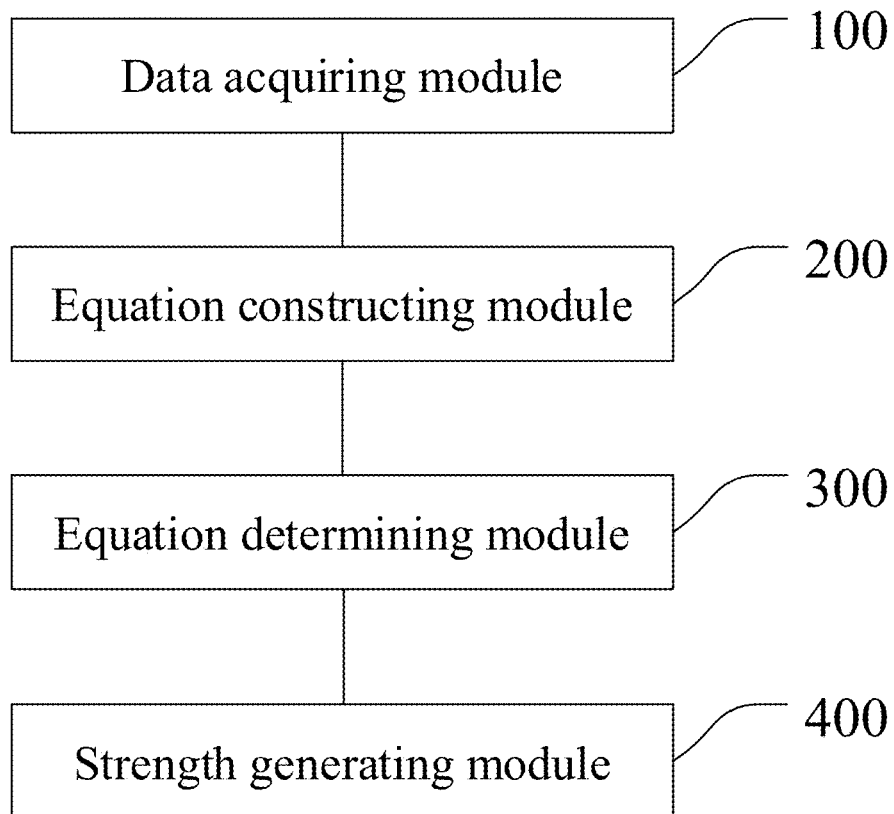 Data acquiring module
100
Equation constructing module
200
Equation determining module
300
Strength generating module
400